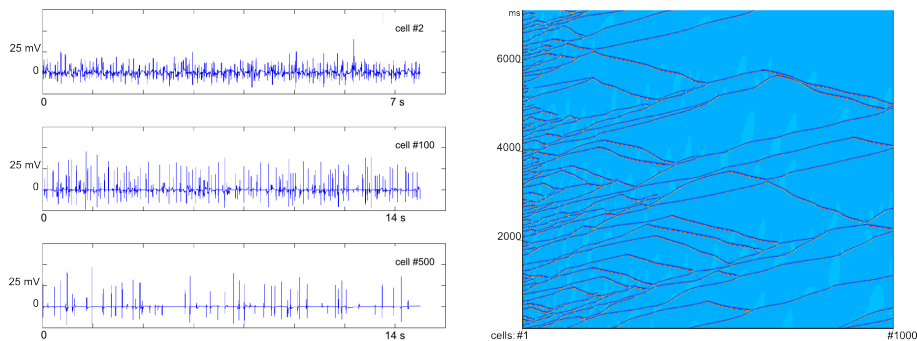 cell #2
25 mV
0
0 7 s
cell #100
25 mV
0
0 14 s
cell #500
25 mV
0
0 14 s
ms
6000
4000
2000
cells: #1 #1000